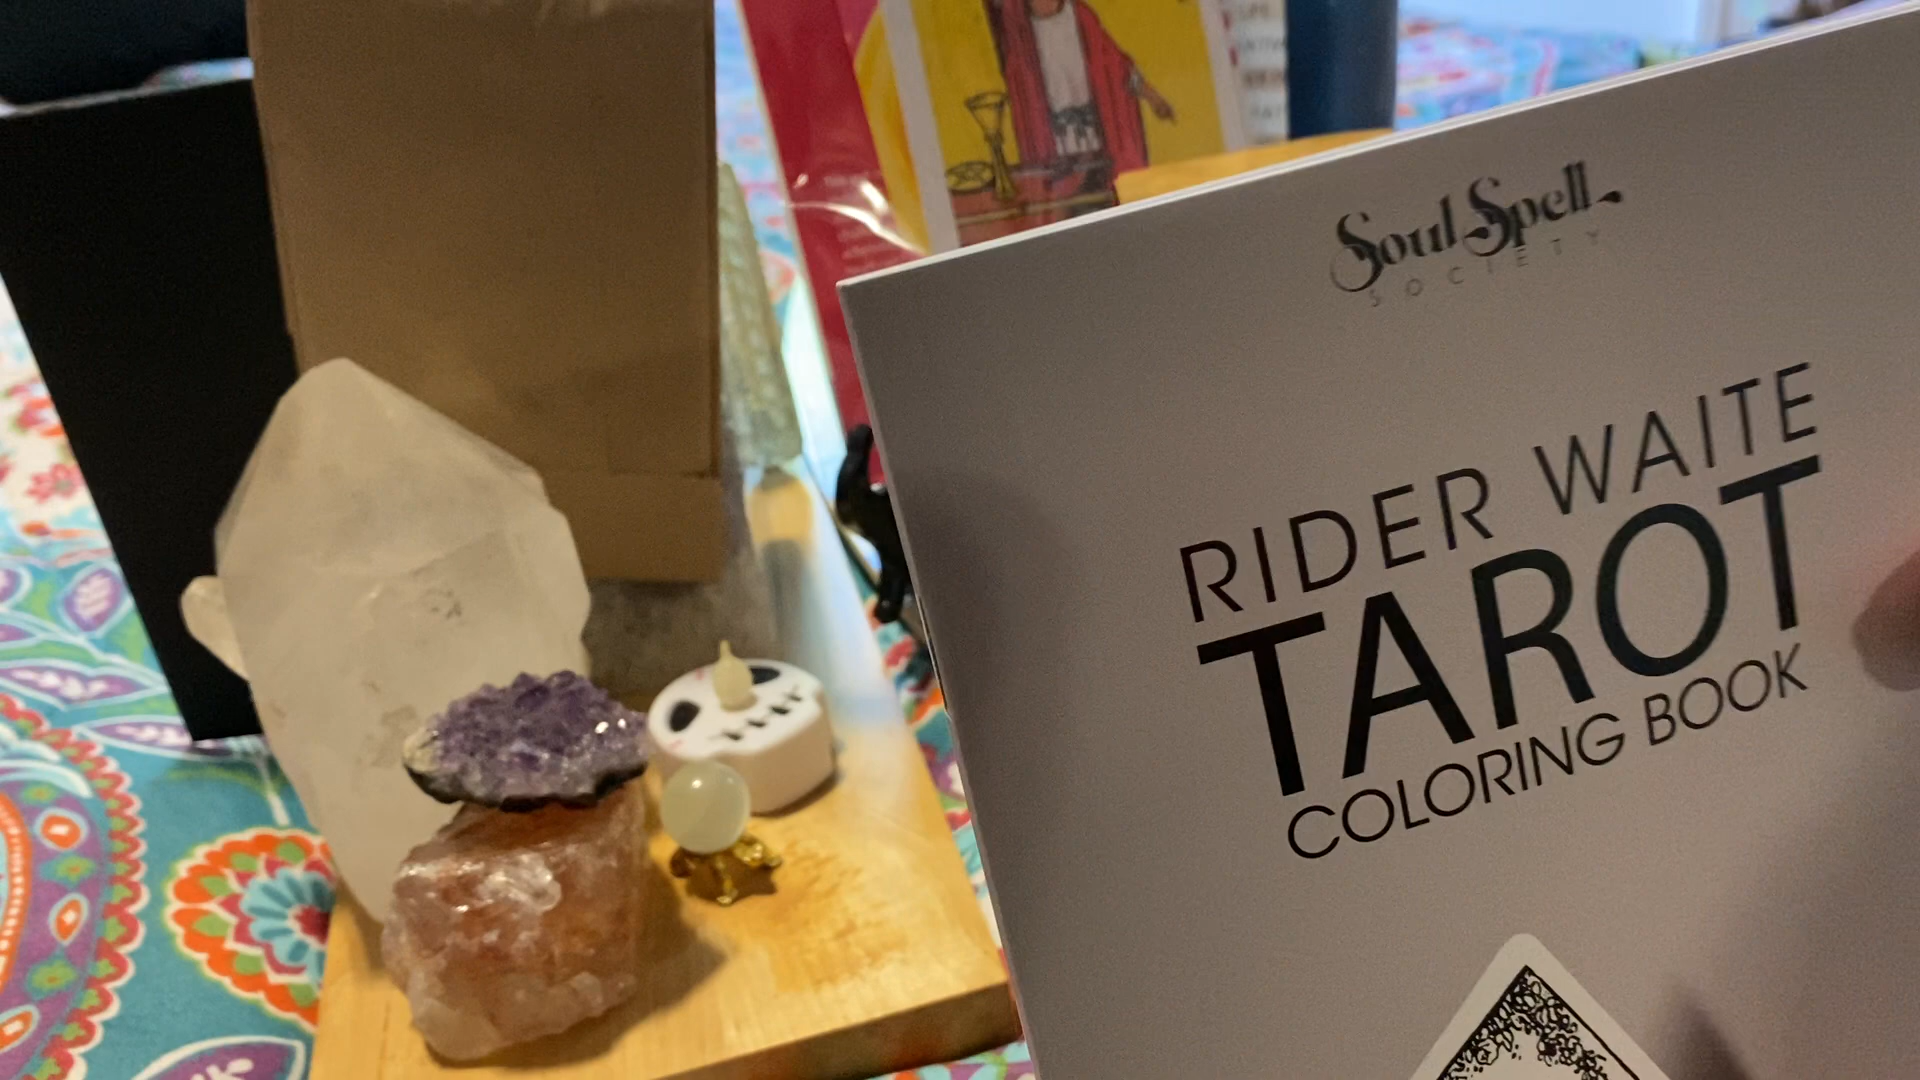 Soul Spell
SOCIETY
RIDER WAITE
TAROT
COLORING BOOK